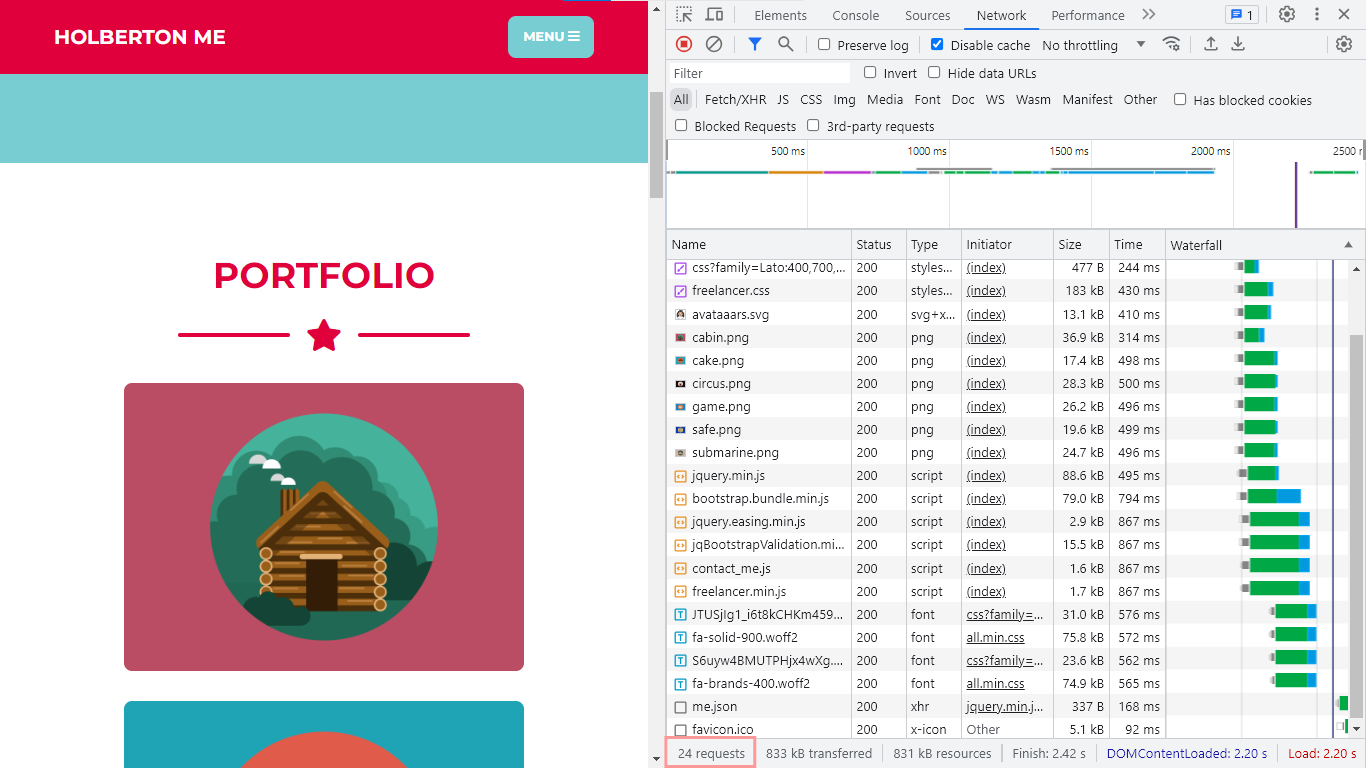 HOLBERTON ME
MENU
PORTFOLIO
Elements Console Sources Network Performance 1
Preserve log Disable cache No throttling
Filter Invert Hide data URLs
All Fetch/XHR JS CSS Img Media Font Doc WS Wasm Manifest Other Has blocked cookies
Blocked Requests 3rd-party requests
500 ms 1000 ms 1500 ms 2000 ms 2500 r
Name Status Type Initiator Size Time Waterfall
css?family=Lato:400,700,... 200 styles... (index) 477 B 244 ms
freelancer.css 200 styles... (index) 183 kB 430 ms
avataaars.svg 200 svg+x... (index) 13.1 kB 410 ms
cabin.png 200 png (index) 36.9 kB 314 ms
cake.png 200 png (index) 17.4 kB 498 ms
circus.png 200 png (index) 28.3 kB 500 ms
game.png 200 png (index) 26.2 kB 496 ms
safe.png 200 png (index) 19.6 kB 499 ms
submarine.png 200 png (index) 24.7 kB 496 ms
jquery.min.js 200 script (index) 88.6 kB 495 ms
bootstrap.bundle.min.js 200 script (index) 79.0 kB 794 ms
jquery.easing.min.js 200 script (index) 2.9 kB 867 ms
jqBootstrapValidation.mi... 200 script (index) 15.5 kB 867 ms
contact_me.js 200 script (index) 1.6 kB 867 ms
freelancer.min.js 200 script (index) 1.7 kB 867 ms
JTUSjIg1_i6t8kCHKm459... 200 font css?family=... 31.0 kB 576 ms
fa-solid-900.woff2 200 font all.min.css 75.8 kB 572 ms
S6uyw4BMUTPHjx4wXg.... 200 font css?family=... 23.6 kB 562 ms
fa-brands-400.woff2 200 font all.min.css 74.9 kB 565 ms
me.json 200 xhr jquery.min.j... 337 B 168 ms
favicon.ico 200 x-icon Other 5.1 kB 92 ms
24 requests 833 kB transferred 831 kB resources Finish: 2.42 s DOMContentLoaded: 2.20 s Load: 2.20 s